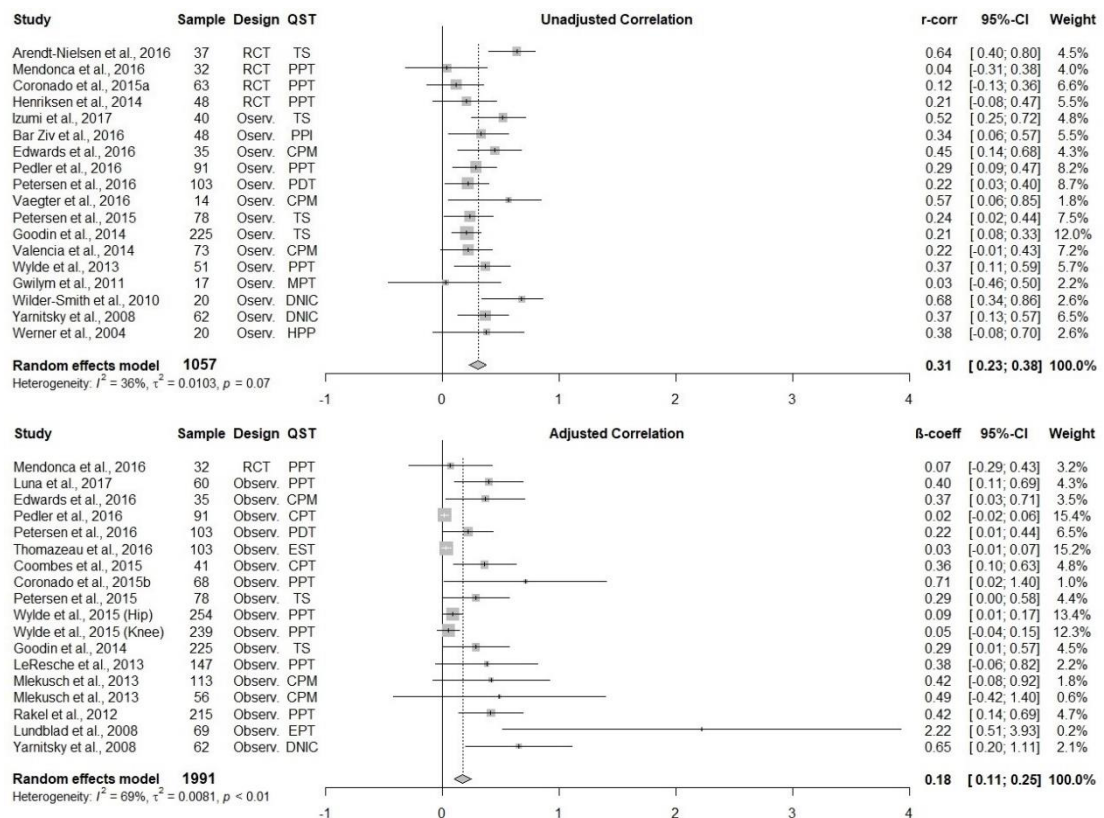 Study Sample Design QST Unadjusted Correlation r-corr 95%-CI Weight
Arendt-Nielsen et al., 2016 37 RCT TS 0.64 [ 0.40; 0.80] 4.5%
Mendonca et al., 2016 32 RCT PPT 0.04 [-0.31; 0.38] 4.0%
Coronado et al., 2015a 63 RCT PPT 0.12 [-0.13; 0.36] 6.6%
Henriksen et al., 2014 48 RCT PPT 0.21 [-0.08; 0.47] 5.5%
Izumi et al., 2017 40 Oserv. TS 0.52 [ 0.25; 0.72] 4.8%
Bar Ziv et al., 2016 48 Oserv. PPI 0.34 [ 0.06; 0.57] 5.5%
Edwards et al., 2016 35 Oserv. CPM 0.45 [ 0.14; 0.68] 4.3%
Pedler et al., 2016 91 Oserv. PPT 0.29 [ 0.09; 0.47] 8.2%
Petersen et al., 2016 103 Oserv. PDT 0.22 [ 0.03; 0.40] 8.7%
Vaegter et al., 2016 14 Oserv. CPM 0.57 [ 0.06; 0.85] 1.8%
Petersen et al., 2015 78 Oserv. TS 0.24 [ 0.02; 0.44] 7.5%
Goodin et al., 2014 225 Oserv. TS 0.21 [ 0.08; 0.33] 12.0%
Valencia et al., 2014 73 Oserv. CPM 0.22 [-0.01; 0.43] 7.2%
Wylde et al., 2013 51 Oserv. PPT 0.37 [ 0.11; 0.59] 5.7%
Gwilym et al., 2011 17 Oserv. MPT 0.03 [-0.46; 0.50] 2.2%
Wilder-Smith et al., 2010 20 Oserv. DNIC 0.68 [ 0.34; 0.86] 2.6%
Yarnitsky et al., 2008 62 Oserv. DNIC 0.37 [ 0.13; 0.57] 6.5%
Werner et al., 2004 20 Oserv. HPP 0.38 [-0.08; 0.70] 2.6%
Random effects model 1057 0.31 [ 0.23; 0.38] 100.0%
Heterogeneity: I² = 36%, τ² = 0.0103, p = 0.07
-1 0 1 2 3 4
Study Sample Design QST Adjusted Correlation ß-coeff 95%-CI Weight
Mendonca et al., 2016 32 RCT PPT 0.07 [-0.29; 0.43] 3.2%
Luna et al., 2017 60 Observ. PPT 0.40 [ 0.11; 0.69] 4.3%
Edwards et al., 2016 35 Observ. CPM 0.37 [ 0.03; 0.71] 3.5%
Pedler et al., 2016 91 Observ. CPT 0.02 [-0.02; 0.06] 15.4%
Petersen et al., 2016 103 Observ. PDT 0.22 [ 0.01; 0.44] 6.5%
Thomazeau et al., 2016 103 Observ. EST 0.03 [-0.01; 0.07] 15.2%
Coombes et al., 2015 41 Observ. CPT 0.36 [ 0.10; 0.63] 4.8%
Coronado et al., 2015b 68 Observ. PPT 0.71 [ 0.02; 1.40] 1.0%
Petersen et al., 2015 78 Observ. TS 0.29 [ 0.00; 0.58] 4.4%
Wylde et al., 2015 (Hip) 254 Observ. PPT 0.09 [ 0.01; 0.17] 13.4%
Wylde et al., 2015 (Knee) 239 Observ. PPT 0.05 [-0.04; 0.15] 12.3%
Goodin et al., 2014 225 Observ. TS 0.29 [ 0.01; 0.57] 4.5%
LeResche et al., 2013 147 Observ. PPT 0.38 [-0.06; 0.82] 2.2%
Mlekusch et al., 2013 113 Observ. CPM 0.42 [-0.08; 0.92] 1.8%
Mlekusch et al., 2013 56 Observ. CPM 0.49 [-0.42; 1.40] 0.6%
Rakel et al., 2012 215 Observ. PPT 0.42 [ 0.14; 0.69] 4.7%
Lundblad et al., 2008 69 Observ. EPT 2.22 [ 0.51; 3.93] 0.2%
Yarnitsky et al., 2008 62 Observ. DNIC 0.65 [ 0.20; 1.11] 2.1%
Random effects model 1991 0.18 [ 0.11; 0.25] 100.0%
Heterogeneity: I² = 69%, τ² = 0.0081, p < 0.01
-1 0 1 2 3 4